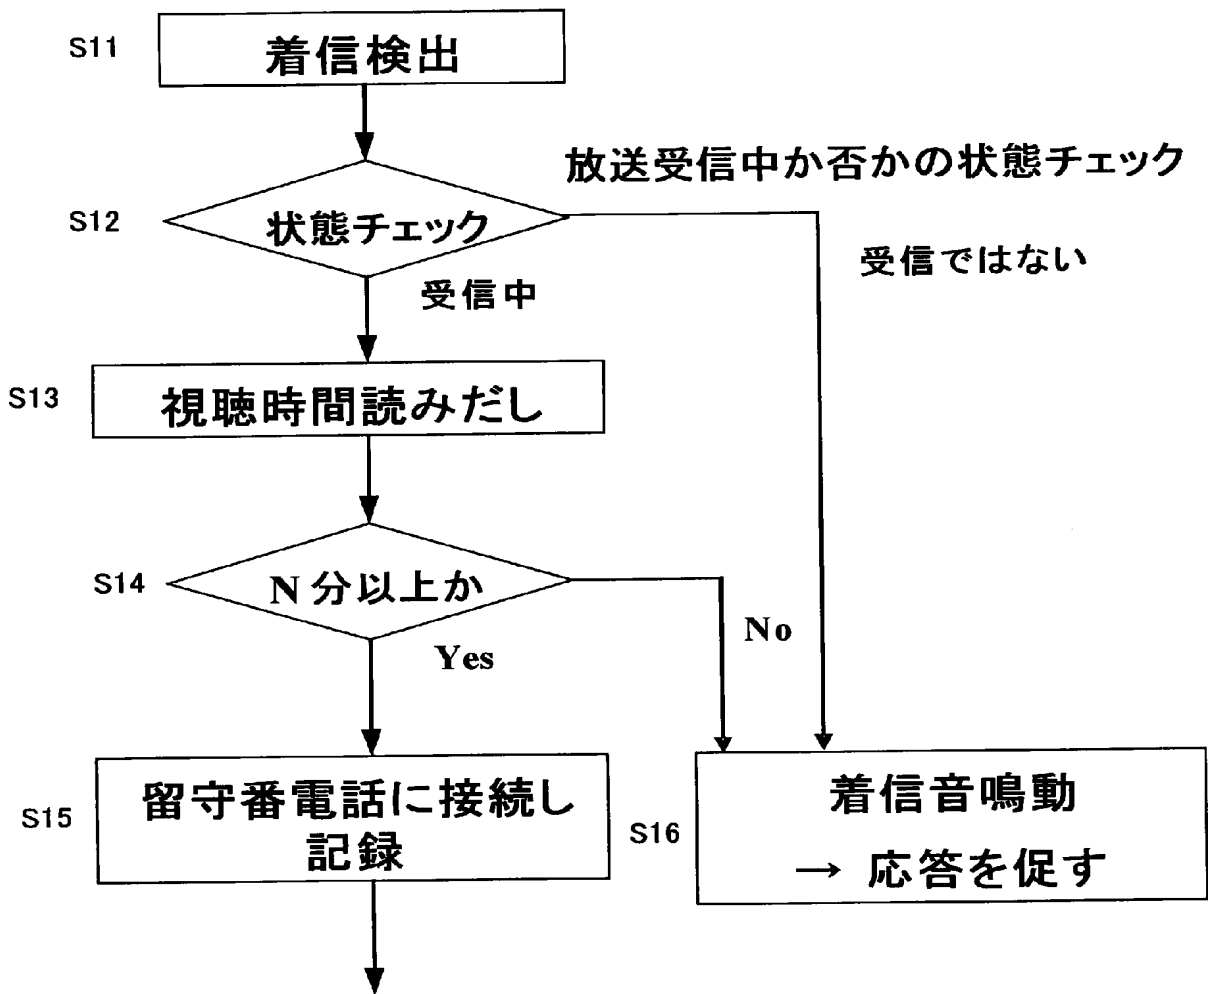 S11
着信検出
放送受信中か否かの状態チェック
S12
状態チェック
受信ではない
受信中
S13
視聴時間読みだし
S14
N分以上か
No
Yes
S15
留守番電話に接続し
記録
S16
着信音鳴動
→ 応答を促す